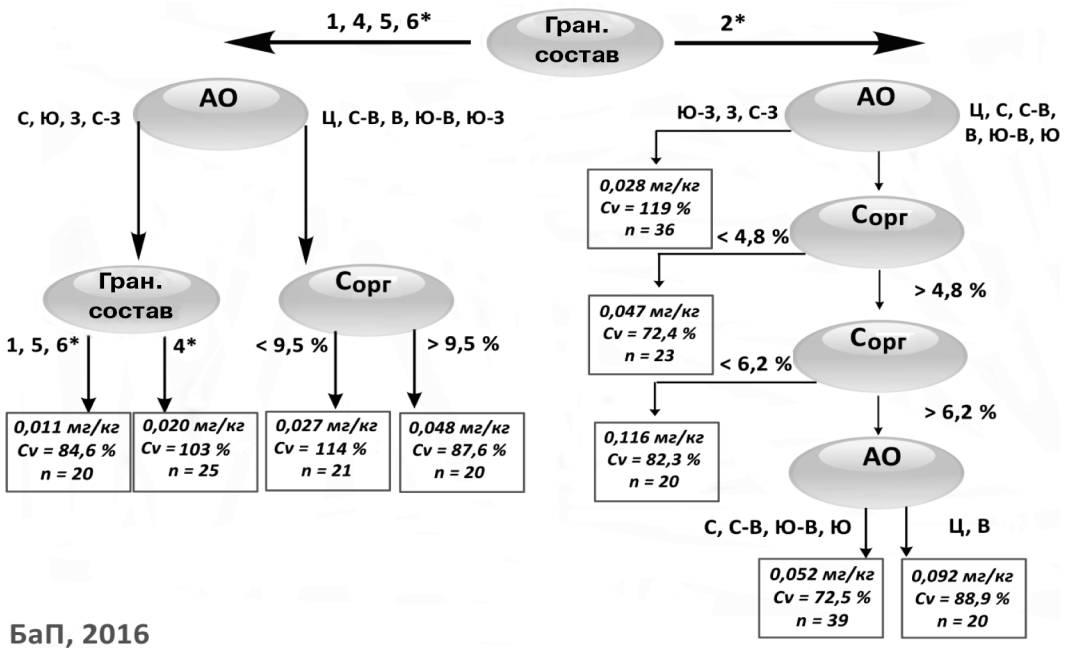 1, 4, 5, 6*
Гран.
состав
2*
АО
С, Ю, З, С-З
Ц, С-В, В, Ю-В, Ю-З
Гран.
состав
Сорг
1, 5, 6*
4*
< 9,5 %
> 9,5 %
0,011 мг/кг
Cv = 84,6 %
n = 20
0,020 мг/кг
Cv = 103 %
n = 25
0,027 мг/кг
Cv = 114 %
n = 21
0,048 мг/кг
Cv = 87,6 %
n = 20
АО
Ю-З, З, С-З
Ц, С, С-В,
В, Ю-В, Ю
0,028 мг/кг
Cv = 119 %
n = 36
Сорг
< 4,8 %
> 4,8 %
0,047 мг/кг
Cv = 72,4 %
n = 23
Сорг
< 6,2 %
> 6,2 %
0,116 мг/кг
Cv = 82,3 %
n = 20
АО
С, С-В, Ю-В, Ю
Ц, В
0,052 мг/кг
Cv = 72,5 %
n = 39
0,092 мг/кг
Cv = 88,9 %
n = 20
БаП, 2016